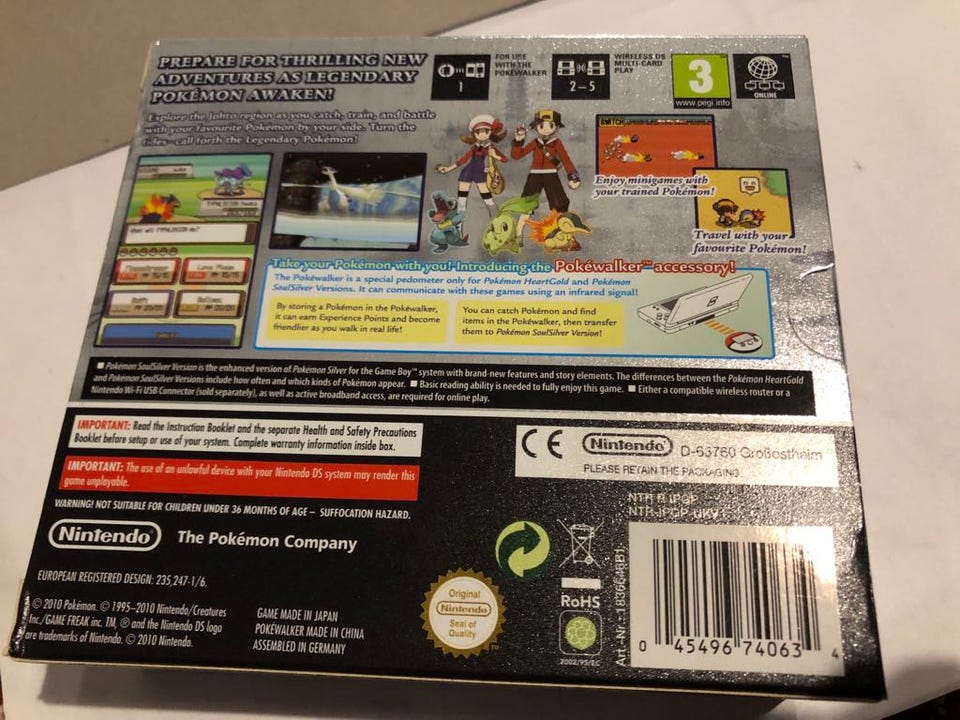 PREPARE FOR THRILLING NEW
ADVENTURES AS LEGENDARY
POKÉMON AWAKEN!
Explore the Johto region as you catch, train, and battle
with your favourite Pokémon by your side. Turn the
tides—call forth the Legendary Pokémon!
1
FOR USE
WITH THE
POKÉWALKER
2–5
WIRELESS DS
MULTI-CARD
PLAY
3
www.pegi.info
ONLINE
Enjoy minigames with
your trained Pokémon!
Travel with your
favourite Pokémon!
What will TYPHLOSION do?
Take your Pokémon with you! Introducing the Pokéwalker™ accessory!
The Pokéwalker is a special pedometer only for Pokémon HeartGold and Pokémon
SoulSilver Versions. It can communicate with these games using an infrared signal!
By storing a Pokémon in the Pokéwalker,
it can earn Experience Points and become
friendlier as you walk in real life!
You can catch Pokémon and find
items in the Pokéwalker, then transfer
them to Pokémon SoulSilver Version!
■ Pokémon SoulSilver Version is the enhanced version of Pokémon Silver for the Game Boy™ system with brand-new features and story elements. The differences between the Pokémon HeartGold
and Pokémon SoulSilver Versions include how often and which kinds of Pokémon appear. ■ Basic reading ability is needed to fully enjoy this game. ■ Either a compatible wireless router or a
Nintendo Wi-Fi USB Connector (sold separately), as well as active broadband access, are required for online play.
IMPORTANT: Read the Instruction Booklet and the separate Health and Safety Precautions
Booklet before setup or use of your system. Complete warranty information inside box.
IMPORTANT: The use of an unlawful device with your Nintendo DS system may render this
game unplayable.
WARNING! NOT SUITABLE FOR CHILDREN UNDER 36 MONTHS OF AGE – SUFFOCATION HAZARD.
CE Nintendo® D-63760 Großostheim
PLEASE RETAIN THE PACKAGING
NTR-P-IPGP
NTR-IPGP-UKV
Nintendo® The Pokémon Company
EUROPEAN REGISTERED DESIGN: 235,247-1/6.
© 2010 Pokémon. © 1995–2010 Nintendo/Creatures
Inc./GAME FREAK inc. TM, ® and the Nintendo DS logo
are trademarks of Nintendo. © 2010 Nintendo.
GAME MADE IN JAPAN
POKÉWALKER MADE IN CHINA
ASSEMBLED IN GERMANY
Original
Nintendo
Seal of
Quality
RoHS
2002/95/EC
Art.-Nr. 1836646B1
0 45496 74063 4